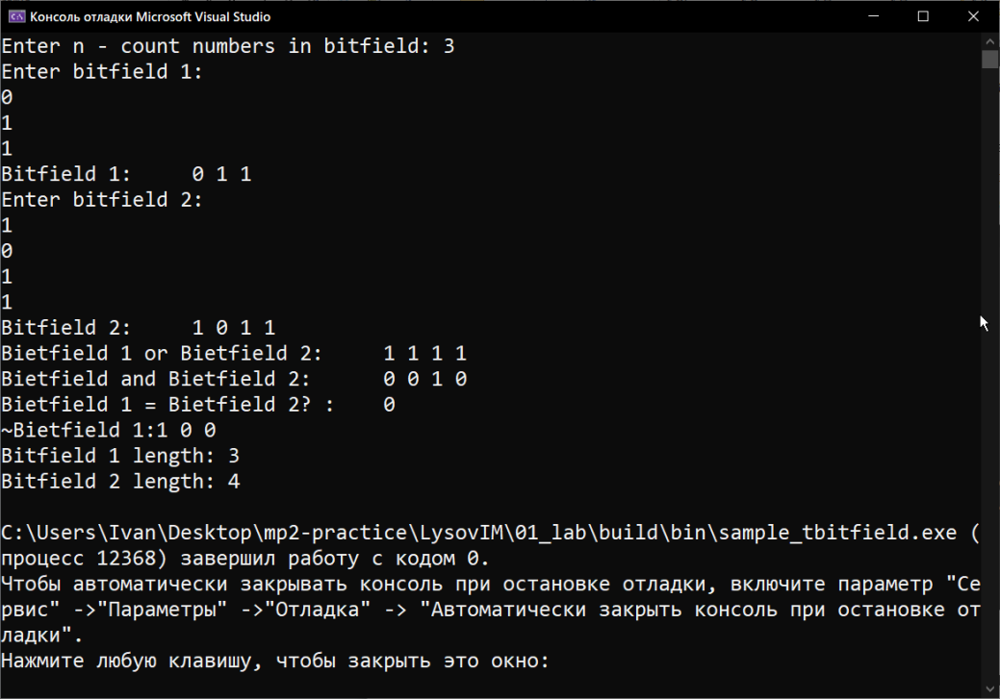 Консоль отладки Microsoft Visual Studio
Enter n - count numbers in bitfield: 3
Enter bitfield 1:
0
1
1
Bitfield 1:     0 1 1
Enter bitfield 2:
1
0
1
1
Bitfield 2:     1 0 1 1
Bietfield 1 or Bietfield 2:     1 1 1 1
Bietfield and Bietfield 2:      0 0 1 0
Bietfield 1 = Bietfield 2? :    0
~Bietfield 1:1 0 0
Bitfield 1 length: 3
Bitfield 2 length: 4
C:\Users\Ivan\Desktop\mp2-practice\LysovIM\01_lab\build\bin\sample_tbitfield.exe (
процесс 12368) завершил работу с кодом 0.
Чтобы автоматически закрывать консоль при остановке отладки, включите параметр "Се
рвис" ->"Параметры" ->"Отладка" -> "Автоматически закрыть консоль при остановке от
ладки".
Нажмите любую клавишу, чтобы закрыть это окно: